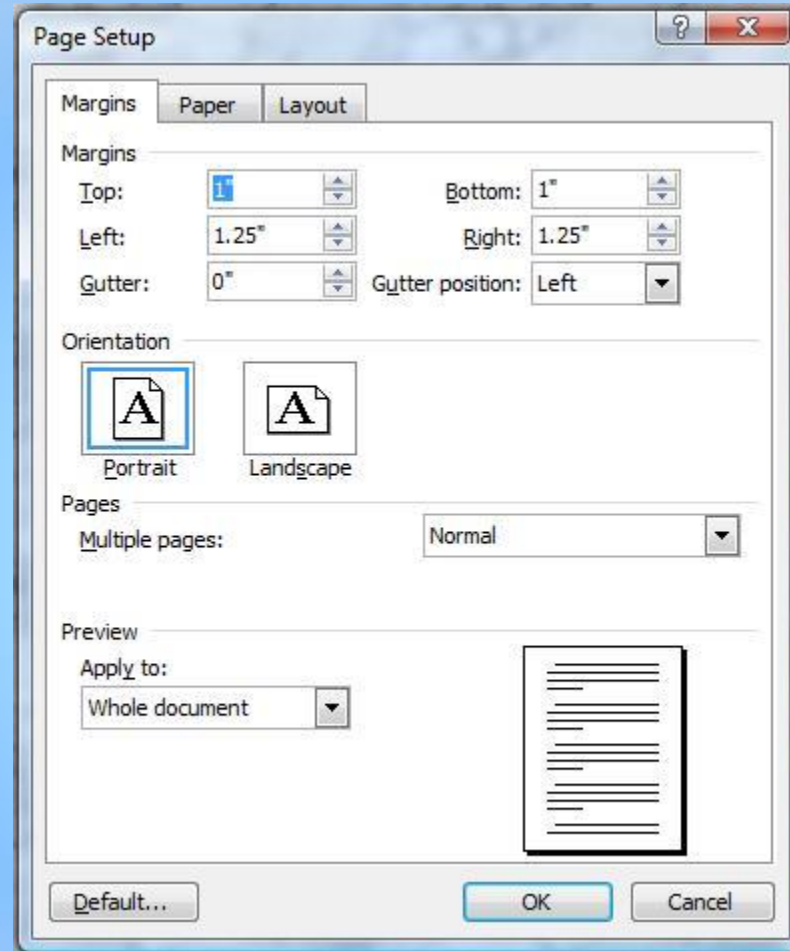 Page Setup
Margins Paper Layout
Margins
Top: 1" Bottom: 1"
Left: 1.25" Right: 1.25"
Gutter: 0" Gutter position: Left
Orientation
A A
Portrait Landscape
Pages
Multiple pages: Normal
Preview
Apply to:
Whole document
Default... OK Cancel